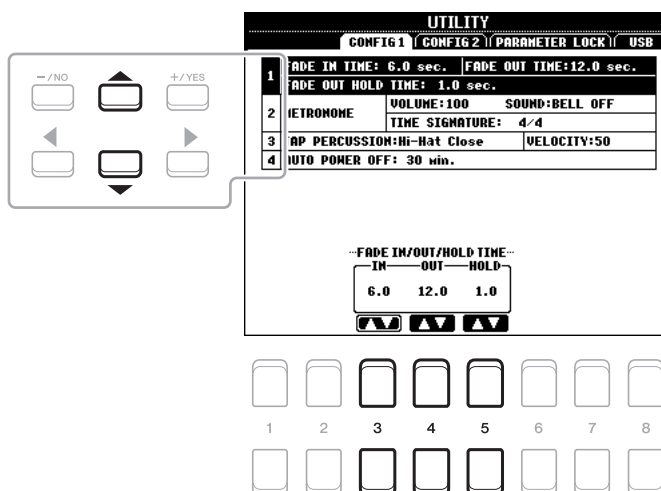 UTILITY
CONFIG 1 CONFIG 2 PARAMETER LOCK USB
1 FADE IN TIME: 6.0 sec. FADE OUT TIME:12.0 sec.
FADE OUT HOLD TIME: 1.0 sec.
2 METRONOME VOLUME:100 SOUND:BELL OFF
TIME SIGNATURE: 4/4
3 TAP PERCUSSION:Hi-Hat Close VELOCITY:50
4 AUTO POWER OFF: 30 min.
-/NO +/YES
FADE IN/OUT/HOLD TIME
IN OUT HOLD
6.0 12.0 1.0
1 2 3 4 5 6 7 8